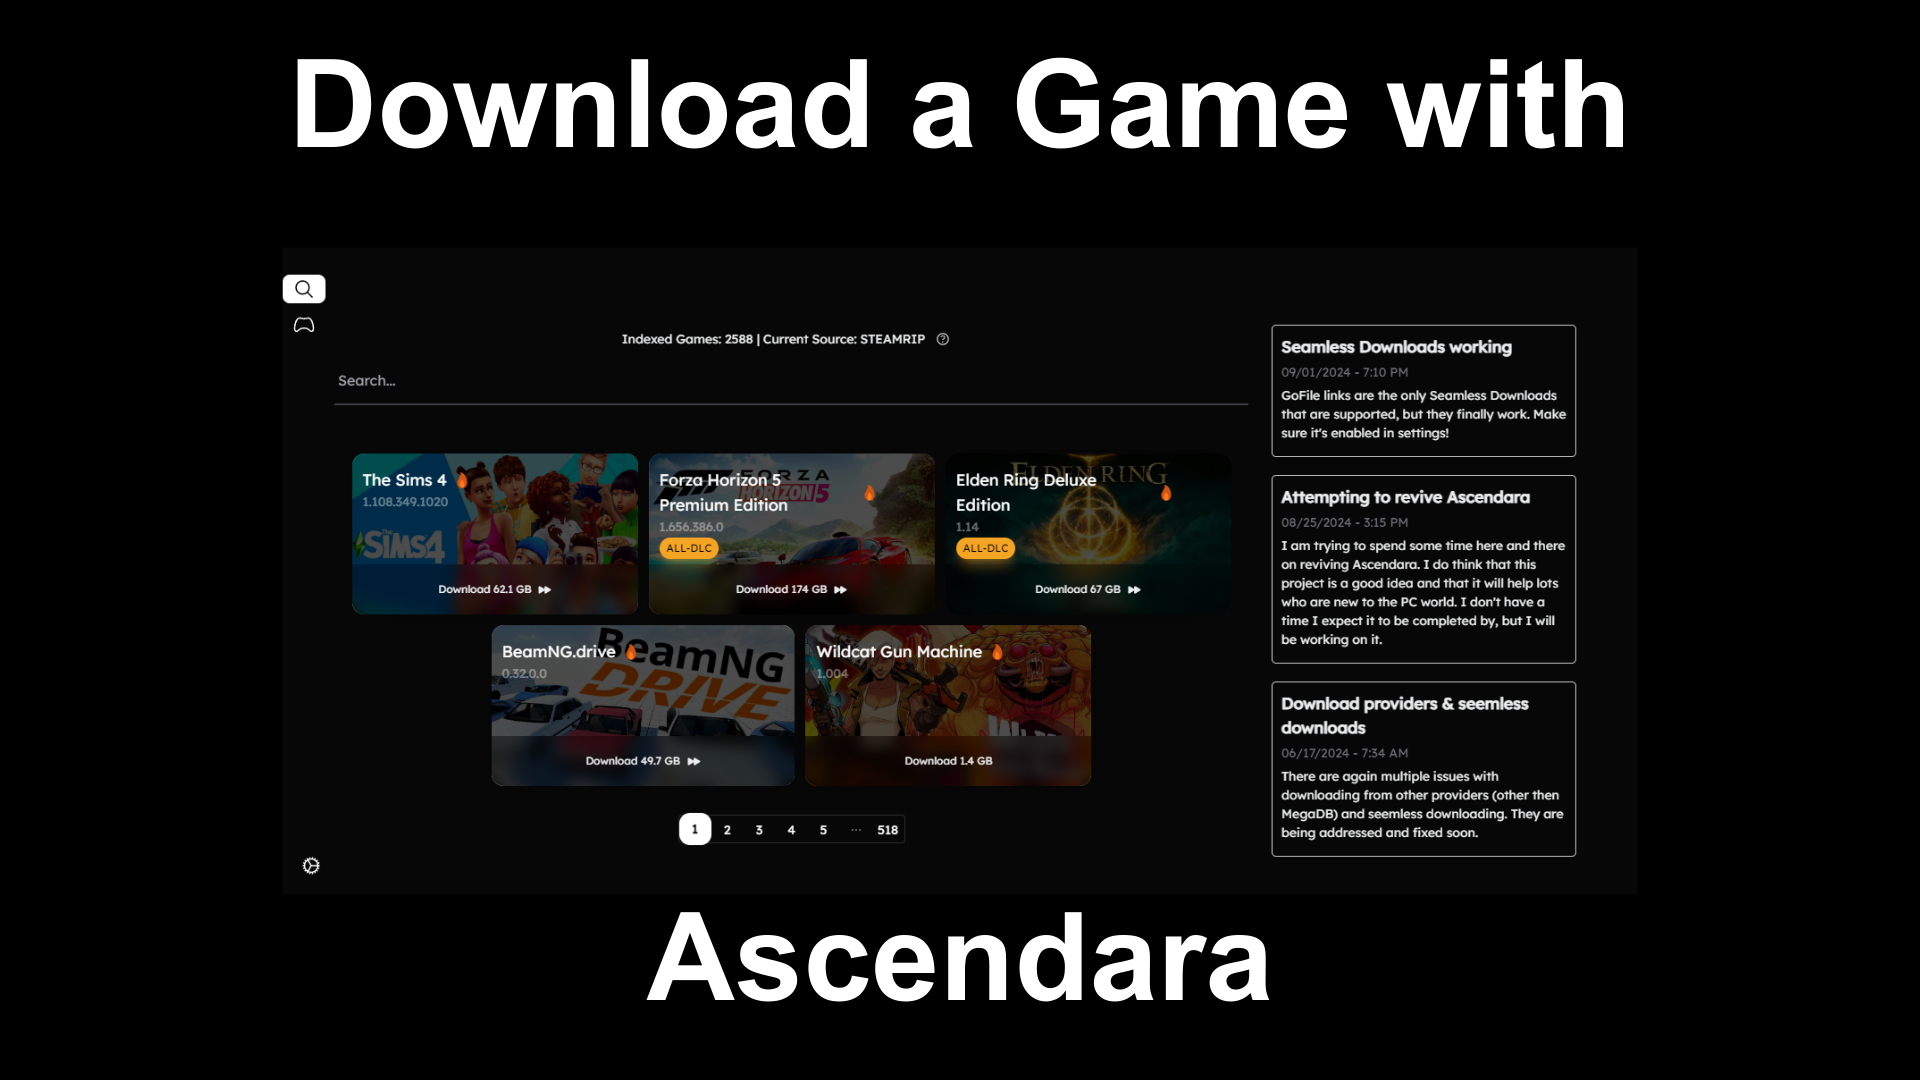 Download a Game with
Indexed Games: 2588 | Current Source: STEAMRIP
Search...
The Sims 4
1.108.349.1020
The
SIMS4
Download 62.1 GB
FORZA
HORIZON 5
Forza Horizon 5
Premium Edition
1.656.386.0
ALL-DLC
Download 174 GB
ELDEN RING
Elden Ring Deluxe
Edition
1.14
ALL-DLC
Download 67 GB
BeamNG.drive
0.32.0.0
BeamNG
DRIVE
Download 49.7 GB
Wildcat Gun Machine
1.004
Download 1.4 GB
1 2 3 4 5 ... 518
Seamless Downloads working
09/01/2024 - 7:10 PM
GoFile links are the only Seamless Downloads
that are supported, but they finally work. Make
sure it's enabled in settings!
Attempting to revive Ascendara
08/25/2024 - 3:15 PM
I am trying to spend some time here and there
on reviving Ascendara. I do think that this
project is a good idea and that it will help lots
who are new to the PC world. I don't have a
time I expect it to be completed by, but I will
be working on it.
Download providers & seemless
downloads
06/17/2024 - 7:34 AM
There are again multiple issues with
downloading from other providers (other then
MegaDB) and seemless downloading. They are
being addressed and fixed soon.
Ascendara